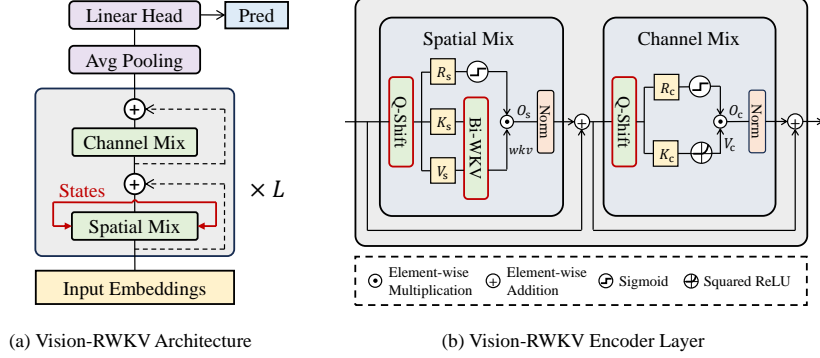 Linear Head
Pred
Avg Pooling
Channel Mix
States
Spatial Mix
× L
Input Embeddings
(a) Vision-RWKV Architecture
Spatial Mix
Q-Shift
R_s
K_s
V_s
Bi-WKV
O_s
wkv
Norm
Channel Mix
Q-Shift
R_c
K_c
O_c
V_c
Norm
Element-wise
Multiplication
Element-wise
Addition
Sigmoid
Squared ReLU
(b) Vision-RWKV Encoder Layer